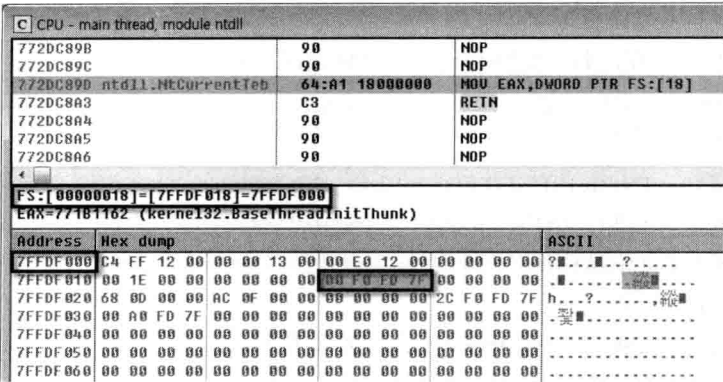 C CPU - main thread, module ntdll
772DC89B 90 NOP
772DC89C 90 NOP
772DC89D ntdll.NtCurrentTeb 64:A1 18000000 MOV EAX,DWORD PTR FS:[18]
772DC8A3 C3 RETN
772DC8A4 90 NOP
772DC8A5 90 NOP
772DC8A6 90 NOP
FS:[00000018]=[7FFDF018]=7FFDF000
EAX=771B1162 (kernel32.BaseThreadInitThunk)
Address Hex dump ASCII
7FFDF000 C4 FF 12 00 00 00 13 00 00 E0 12 00 00 00 00 00 ?■...■..?.....
7FFDF010 00 1E 00 00 00 00 00 00 00 F0 FD 7F 00 00 00 00
7FFDF020 68 0D 00 00 AC 0F 00 00 00 00 00 00 2C F0 FD 7F h...?.......,
7FFDF030 00 A0 FD 7F 00 00 00 00 00 00 00 00 00 00 00 00
7FFDF040 00 00 00 00 00 00 00 00 00 00 00 00 00 00 00 00 ................
7FFDF050 00 00 00 00 00 00 00 00 00 00 00 00 00 00 00 00 ................
7FFDF060 00 00 00 00 00 00 00 00 00 00 00 00 00 00 00 00 ................